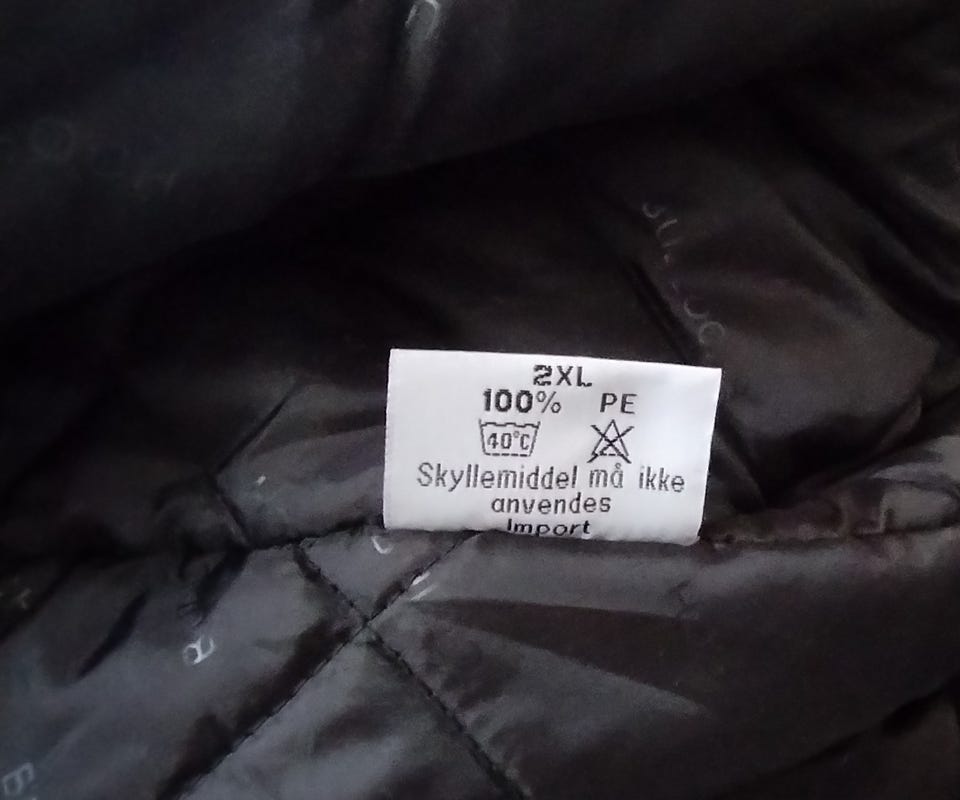 2XL
100% PE
40°C
Skyllemiddel må ikke
anvendes
Import